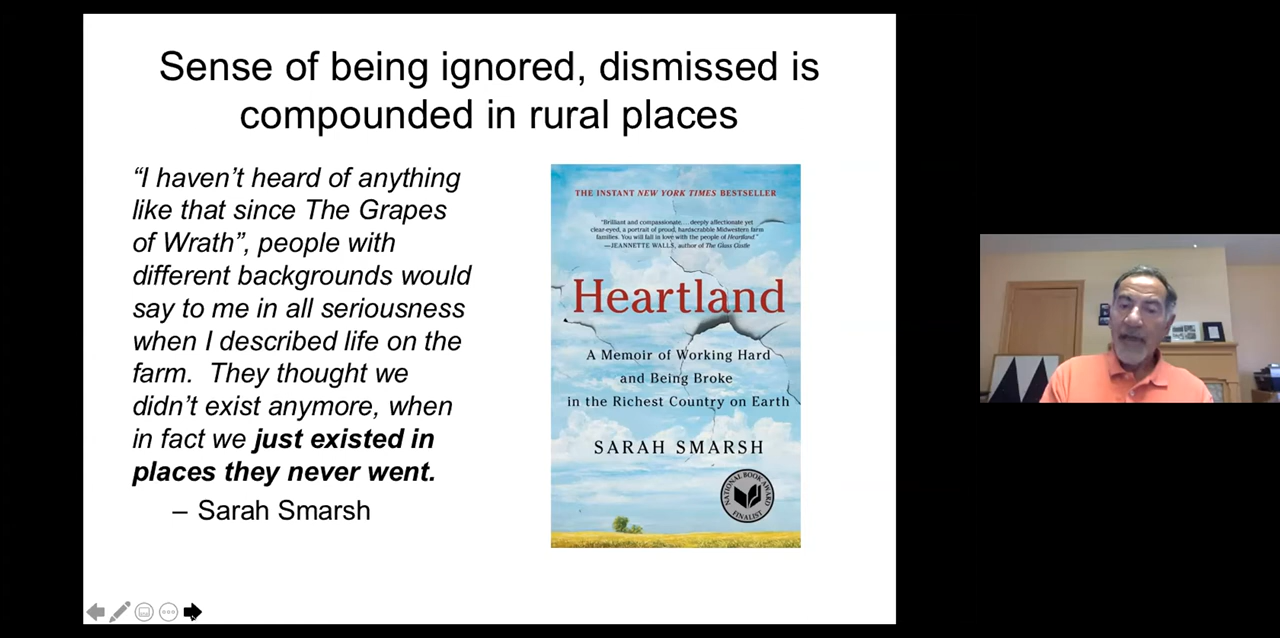 Sense of being ignored, dismissed is
compounded in rural places
“I haven’t heard of anything
like that since The Grapes
of Wrath”, people with
different backgrounds would
say to me in all seriousness
when I described life on the
farm.  They thought we
didn’t exist anymore, when
in fact we just existed in
places they never went.
– Sarah Smarsh
THE INSTANT NEW YORK TIMES BESTSELLER
"Brilliant and compassionate . . . deeply affectionate yet
clear-eyed, a portrait of proud, hardscrabble Midwestern farm
families. You will fall in love with the people of Heartland."
—JEANNETTE WALLS, author of The Glass Castle
Heartland
A Memoir of Working Hard
and Being Broke
in the Richest Country on Earth
SARAH SMARSH
NATIONAL BOOK AWARD
FINALIST